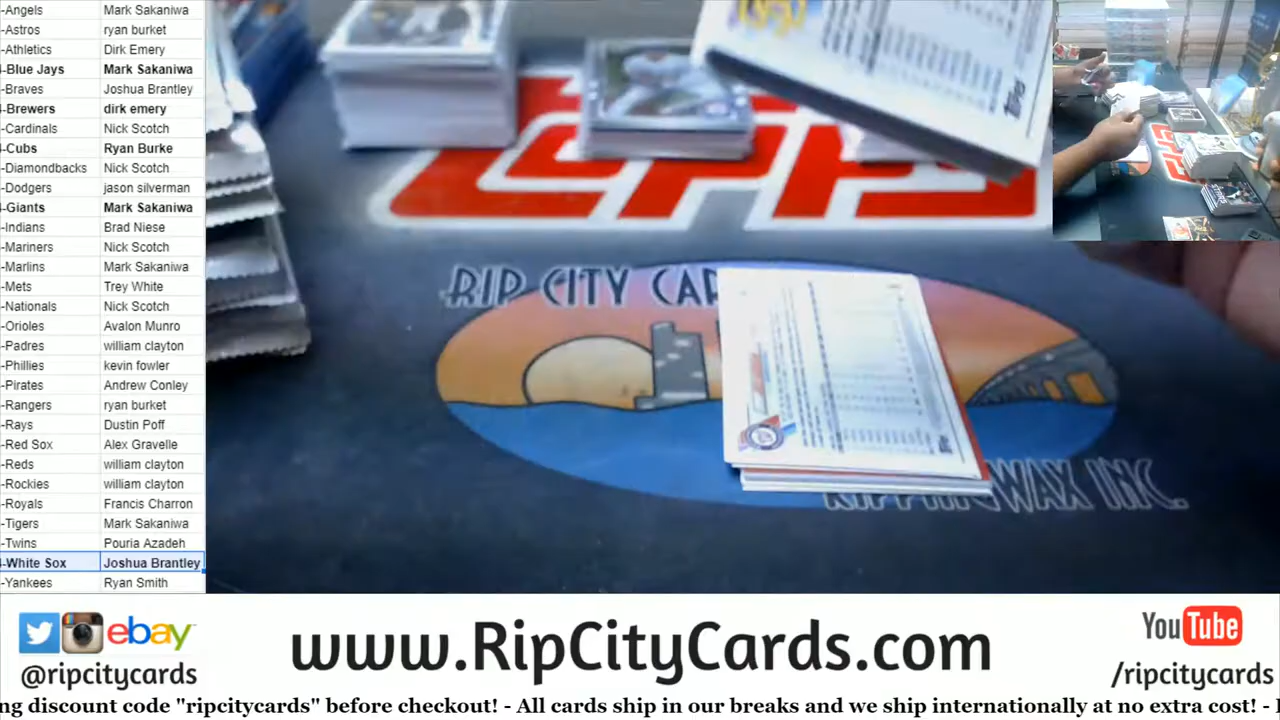 -Angels Mark Sakaniwa
-Astros ryan burket
-Athletics Dirk Emery
-Blue Jays Mark Sakaniwa
-Braves Joshua Brantley
-Brewers dirk emery
-Cardinals Nick Scotch
-Cubs Ryan Burke
-Diamondbacks Nick Scotch
-Dodgers jason silverman
-Giants Mark Sakaniwa
-Indians Brad Niese
-Mariners Nick Scotch
-Marlins Mark Sakaniwa
-Mets Trey White
-Nationals Nick Scotch
-Orioles Avalon Munro
-Padres william clayton
-Phillies kevin fowler
-Pirates Andrew Conley
-Rangers ryan burket
-Rays Dustin Poff
-Red Sox Alex Gravelle
-Reds william clayton
-Rockies william clayton
-Royals Francis Charron
-Tigers Mark Sakaniwa
-Twins Pouria Azadeh
-White Sox Joshua Brantley
-Yankees Ryan Smith
topps
RIP CITY CAR
RIPPIN WAX INC.
ebay
@ripcitycards
www.RipCityCards.com
YouTube
/ripcitycards
ng discount code "ripcitycards" before checkout! - All cards ship in our breaks and we ship internationally at no extra cost! -